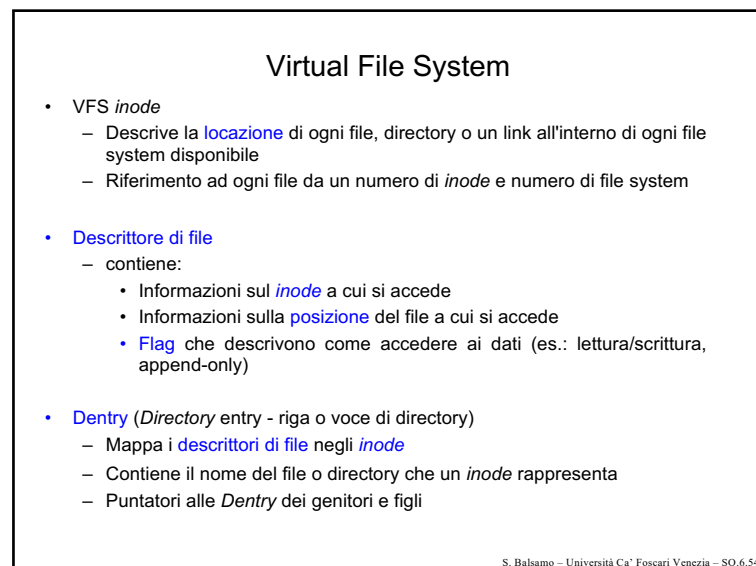 Virtual File System
• VFS inode
– Descrive la locazione di ogni file, directory o un link all'interno di ogni file
system disponibile
– Riferimento ad ogni file da un numero di inode e numero di file system
• Descrittore di file
– contiene:
• Informazioni sul inode a cui si accede
• Informazioni sulla posizione del file a cui si accede
• Flag che descrivono come accedere ai dati (es.: lettura/scrittura,
append-only)
• Dentry (Directory entry - riga o voce di directory)
– Mappa i descrittori di file negli inode
– Contiene il nome del file o directory che un inode rappresenta
– Puntatori alle Dentry dei genitori e figli
S. Balsamo – Università Ca' Foscari Venezia – SO.6.54